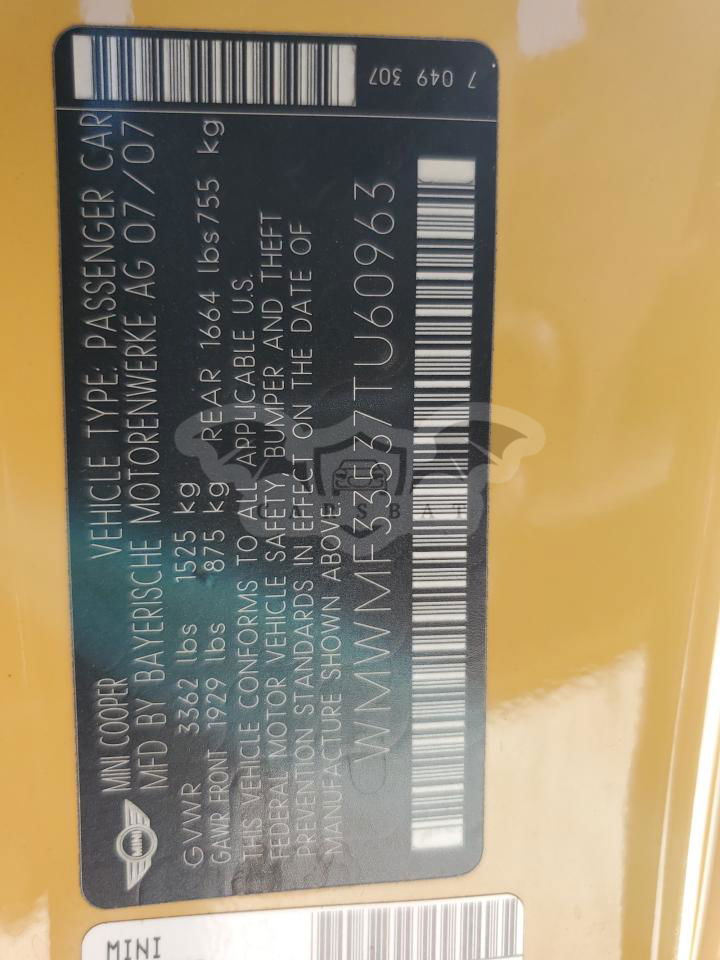 7 049 307
MINI COOPER VEHICLE TYPE: PASSENGER CAR
MFD BY BAYERISCHE MOTORENWERKE AG 07/07
GVWR 3362 lbs 1525 kg
GAWR FRONT 1929 lbs 875 kg REAR 1664 lbs 755 kg
THIS VEHICLE CONFORMS TO ALL APPLICABLE U.S.
FEDERAL MOTOR VEHICLE SAFETY, BUMPER AND THEFT
PREVENTION STANDARDS IN EFFECT ON THE DATE OF
MANUFACTURE SHOWN ABOVE.
WMWMF33537TU60963
MINI
CARSBAT
MINI